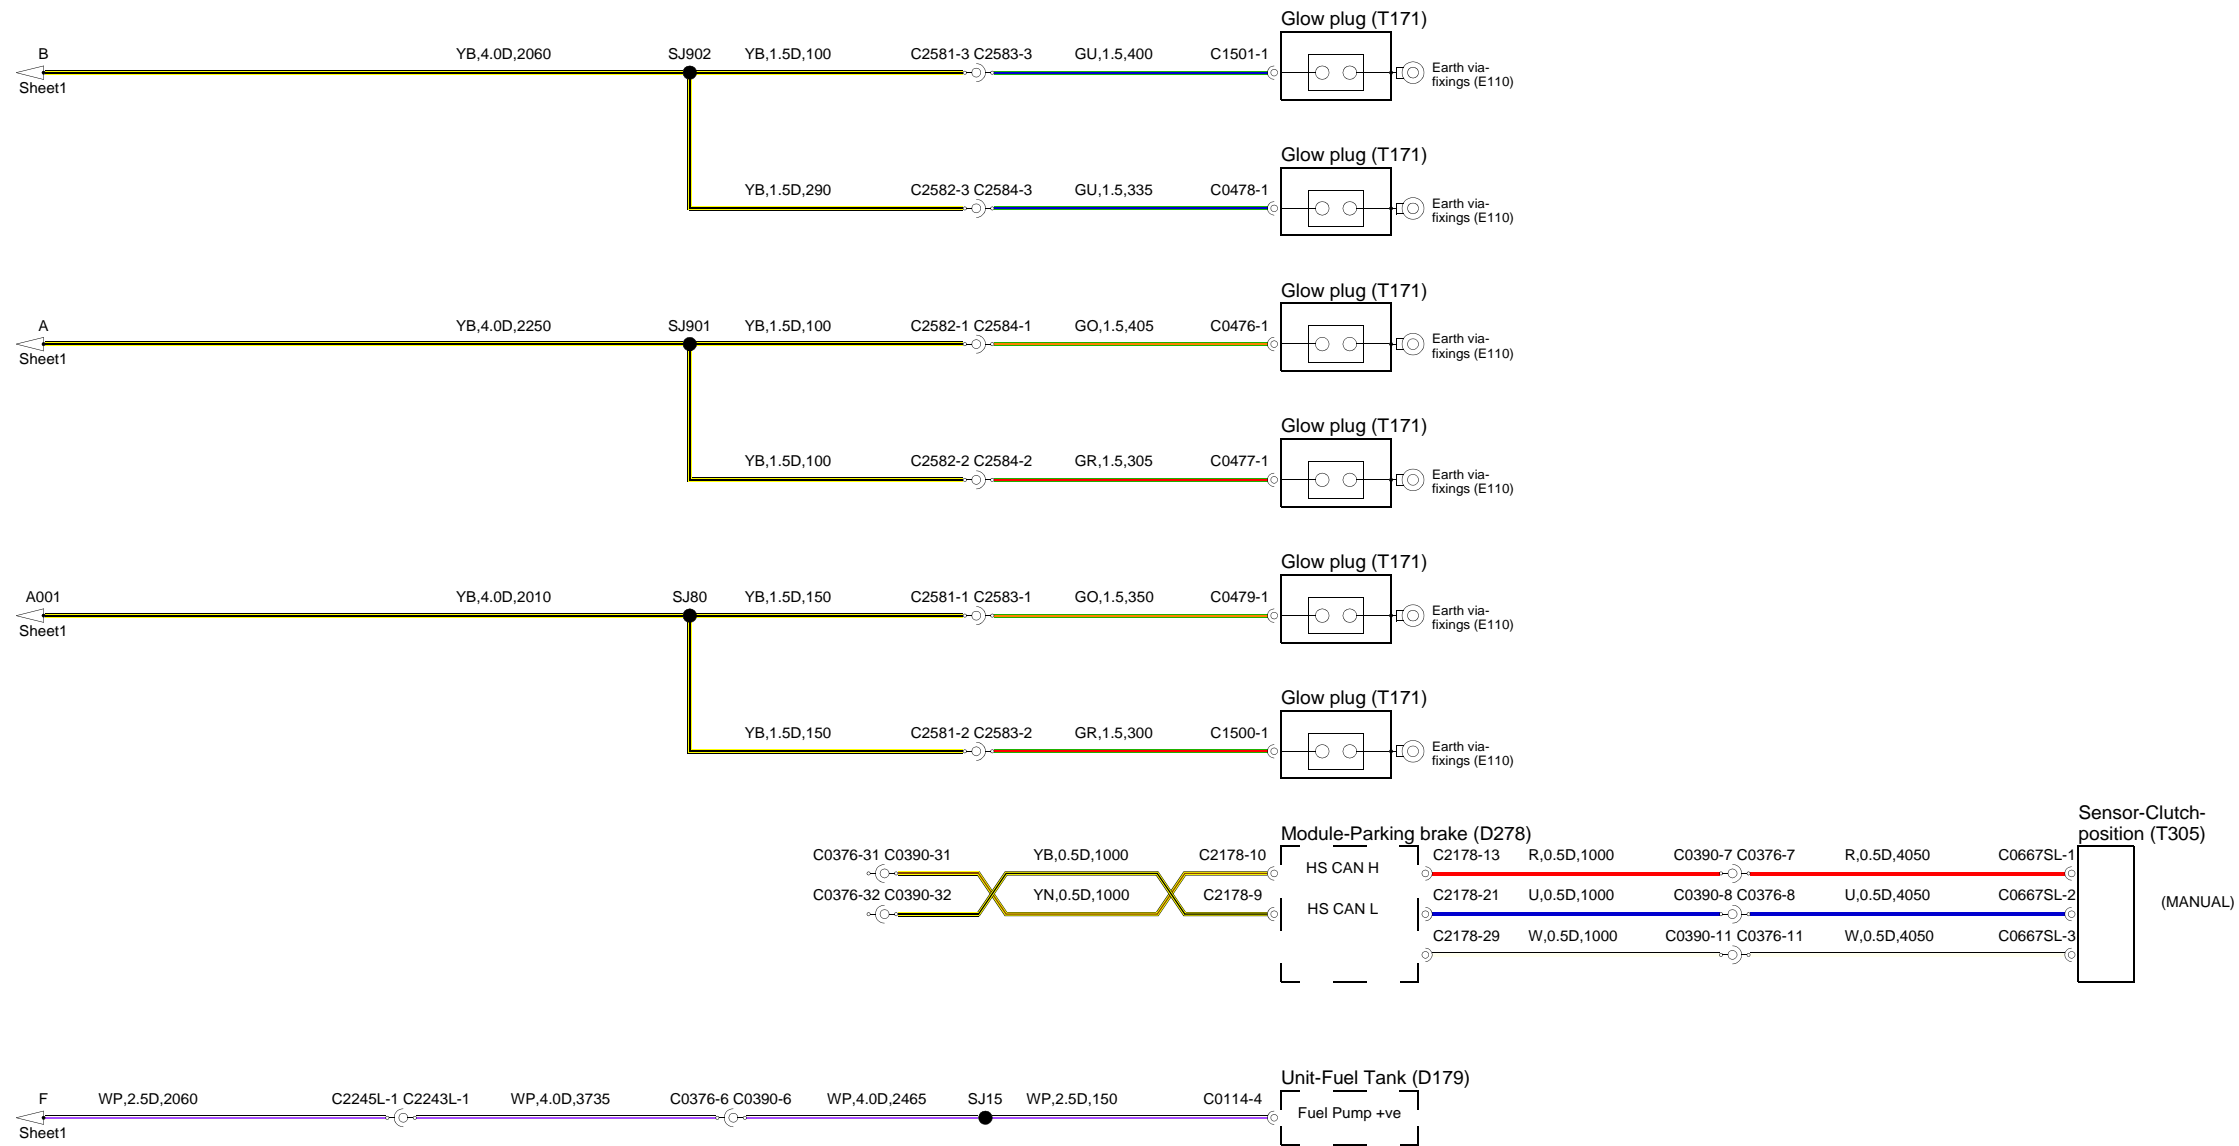 Glow plug (T171)
B YB,4.0D,2060 SJ902 YB,1.5D,100 C2581-3 C2583-3 GU,1.5,400 C1501-1
Sheet1
Earth via-
fixings (E110)
Glow plug (T171)
YB,1.5D,290 C2582-3 C2584-3 GU,1.5,335 C0478-1
Earth via-
fixings (E110)
Glow plug (T171)
A YB,4.0D,2250 SJ901 YB,1.5D,100 C2582-1 C2584-1 GO,1.5,405 C0476-1
Sheet1
Earth via-
fixings (E110)
Glow plug (T171)
YB,1.5D,100 C2582-2 C2584-2 GR,1.5,305 C0477-1
Earth via-
fixings (E110)
Glow plug (T171)
A001 YB,4.0D,2010 SJ80 YB,1.5D,150 C2581-1 C2583-1 GO,1.5,350 C0479-1
Sheet1
Earth via-
fixings (E110)
Glow plug (T171)
YB,1.5D,150 C2581-2 C2583-2 GR,1.5,300 C1500-1
Earth via-
fixings (E110)
Sensor-Clutch-
position (T305)
Module-Parking brake (D278)
C0376-31 C0390-31 YB,0.5D,1000 C2178-10 HS CAN H C2178-13 R,0.5D,1000 C0390-7 C0376-7 R,0.5D,4050 C0667SL-1
C0376-32 C0390-32 YN,0.5D,1000 C2178-9 HS CAN L C2178-21 U,0.5D,1000 C0390-8 C0376-8 U,0.5D,4050 C0667SL-2
(MANUAL)
C2178-29 W,0.5D,1000 C0390-11 C0376-11 W,0.5D,4050 C0667SL-3
Unit-Fuel Tank (D179)
F WP,2.5D,2060 C2245L-1 C2243L-1 WP,4.0D,3735 C0376-6 C0390-6 WP,4.0D,2465 SJ15 WP,2.5D,150 C0114-4 Fuel Pump +ve
Sheet1